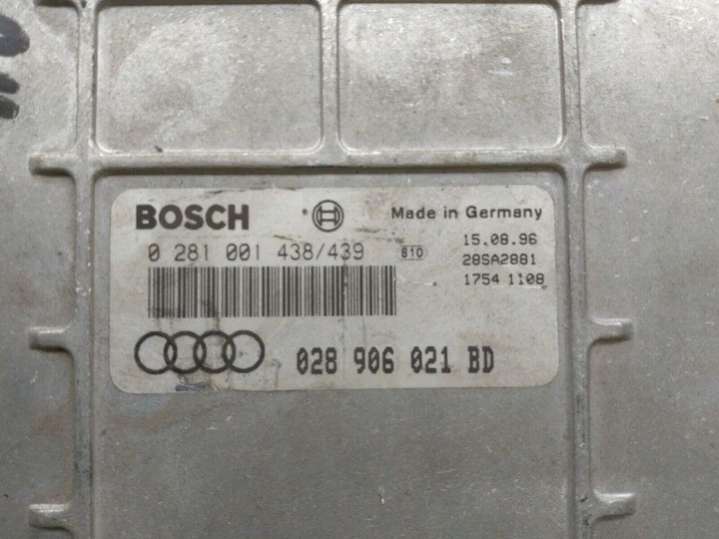 BOSCH
Made in Germany
0 281 001 438/439
810
15.08.96
28SA2881
1754 1108
028 906 021 BD